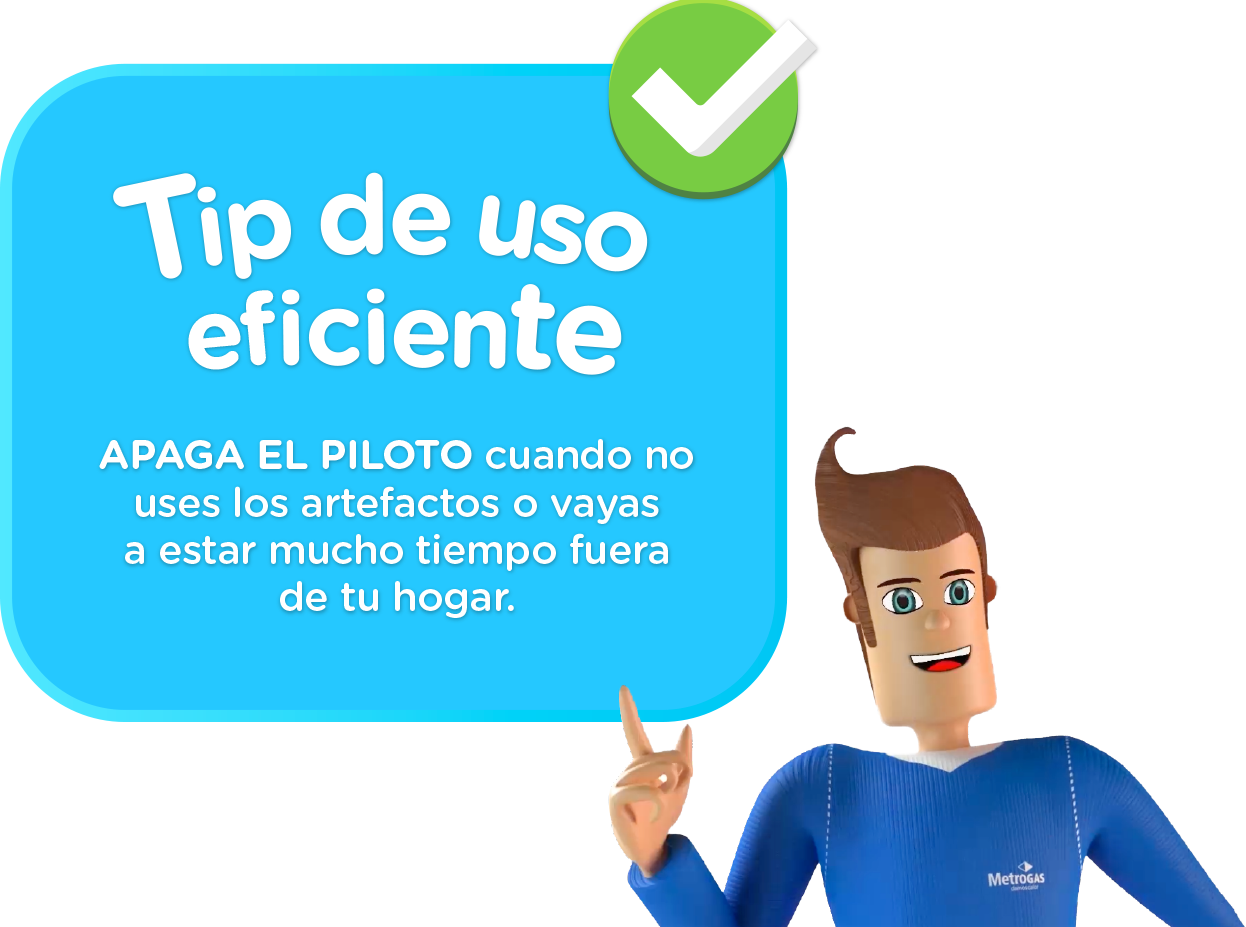 Tip de uso
eficiente
APAGA EL PILOTO cuando no
uses los artefactos o vayas
a estar mucho tiempo fuera
de tu hogar.
MetroGAS